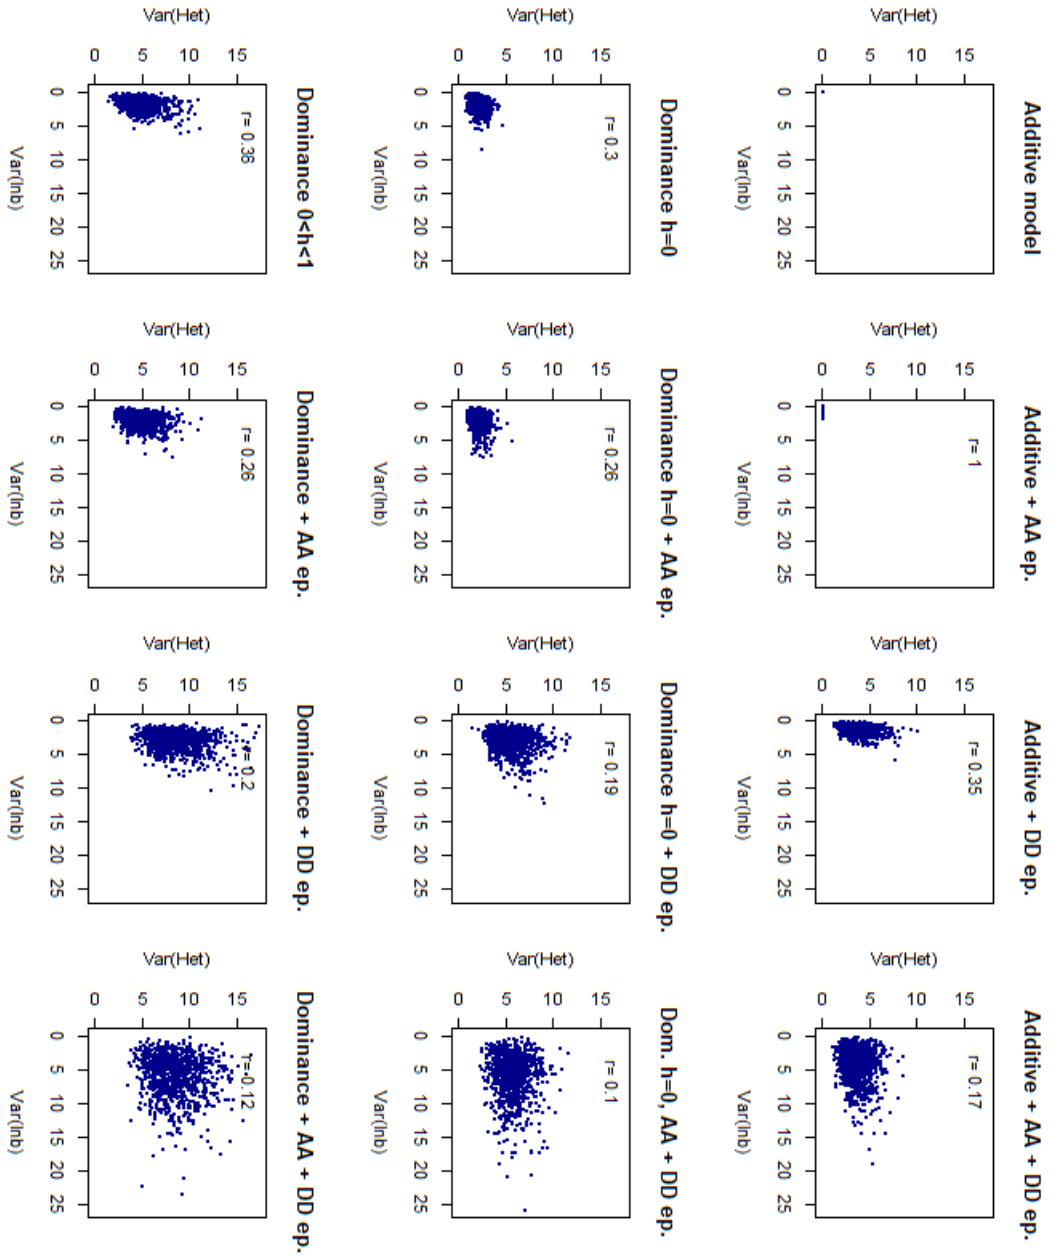 Additive model
Var(Het)
0 5 10 15
0 5 10 15 20 25
Var(Inb)
Additive + AA ep.
r= 1
Var(Het)
0 5 10 15
0 5 10 15 20 25
Var(Inb)
Additive + DD ep.
r= 0.35
Var(Het)
0 5 10 15
0 5 10 15 20 25
Var(Inb)
Additive + AA + DD ep.
r= 0.17
Var(Het)
0 5 10 15
0 5 10 15 20 25
Var(Inb)
Dominance h=0
r= 0.3
Var(Het)
0 5 10 15
0 5 10 15 20 25
Var(Inb)
Dominance h=0 + AA ep.
r= 0.26
Var(Het)
0 5 10 15
0 5 10 15 20 25
Var(Inb)
Dominance h=0 + DD ep.
r= 0.19
Var(Het)
0 5 10 15
0 5 10 15 20 25
Var(Inb)
Dom. h=0, AA + DD ep.
r= 0.1
Var(Het)
0 5 10 15
0 5 10 15 20 25
Var(Inb)
Dominance 0<h<1
r= 0.36
Var(Het)
0 5 10 15
0 5 10 15 20 25
Var(Inb)
Dominance + AA ep.
r= 0.26
Var(Het)
0 5 10 15
0 5 10 15 20 25
Var(Inb)
Dominance + DD ep.
r= 0.2
Var(Het)
0 5 10 15
0 5 10 15 20 25
Var(Inb)
Dominance + AA + DD ep.
r= 0.12
Var(Het)
0 5 10 15
0 5 10 15 20 25
Var(Inb)